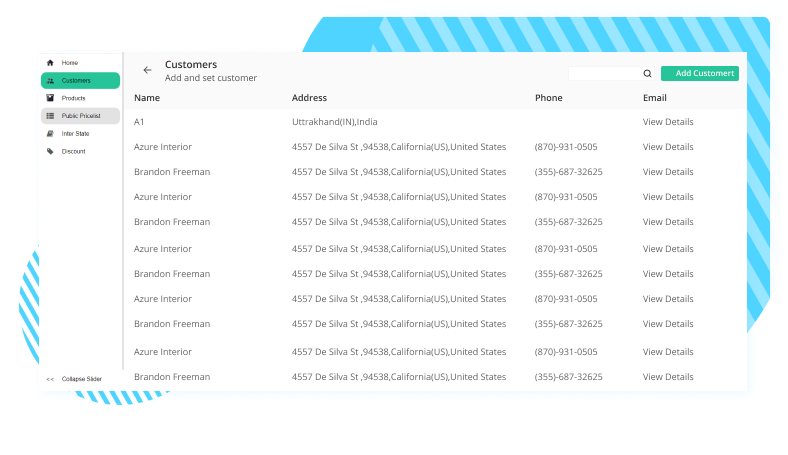 Home
Customers
Products
Public Pricelist
Inter State
Discount
<< Collapse Slider
Customers
Add and set customer
Add Customert
Name Address Phone Email
A1 Uttrakhand(IN),India View Details
Azure Interior 4557 De Silva St ,94538,California(US),United States (870)-931-0505 View Details
Brandon Freeman 4557 De Silva St ,94538,California(US),United States (355)-687-32625 View Details
Azure Interior 4557 De Silva St ,94538,California(US),United States (870)-931-0505 View Details
Brandon Freeman 4557 De Silva St ,94538,California(US),United States (355)-687-32625 View Details
Azure Interior 4557 De Silva St ,94538,California(US),United States (870)-931-0505 View Details
Brandon Freeman 4557 De Silva St ,94538,California(US),United States (355)-687-32625 View Details
Azure Interior 4557 De Silva St ,94538,California(US),United States (870)-931-0505 View Details
Brandon Freeman 4557 De Silva St ,94538,California(US),United States (355)-687-32625 View Details
Azure Interior 4557 De Silva St ,94538,California(US),United States (870)-931-0505 View Details
Brandon Freeman 4557 De Silva St ,94538,California(US),United States (355)-687-32625 View Details